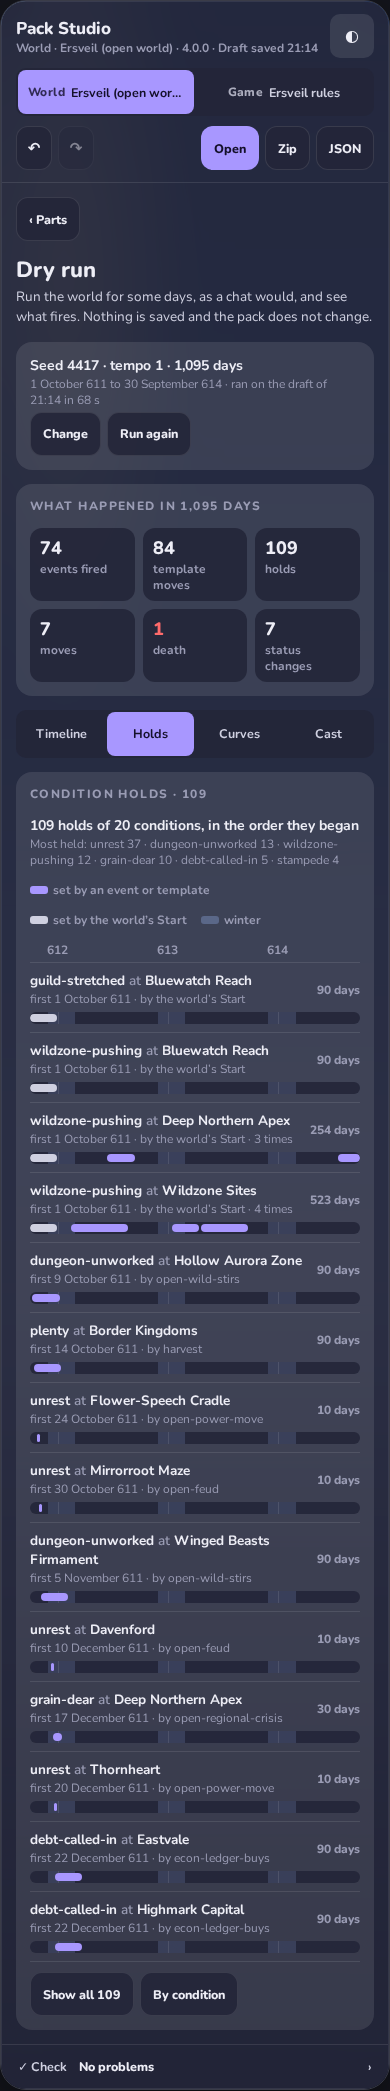 Pack Studio
World · Ersveil (open world) · 4.0.0 · Draft saved 21:14
World Ersveil (open wor...
Game Ersveil rules
Open
Zip
JSON
‹ Parts
Dry run
Run the world for some days, as a chat would, and see
what fires. Nothing is saved and the pack does not change.
Seed 4417 · tempo 1 · 1,095 days
1 October 611 to 30 September 614 · ran on the draft of
21:14 in 68 s
Change
Run again
WHAT HAPPENED IN 1,095 DAYS
74
events fired
84
template
moves
109
holds
7
moves
1
death
7
status
changes
Timeline
Holds
Curves
Cast
CONDITION HOLDS · 109
109 holds of 20 conditions, in the order they began
Most held: unrest 37 · dungeon-unworked 13 · wildzone-
pushing 12 · grain-dear 10 · debt-called-in 5 · stampede 4
set by an event or template
set by the world's Start
winter
612
613
614
guild-stretched at Bluewatch Reach
first 1 October 611 · by the world's Start
90 days
wildzone-pushing at Bluewatch Reach
first 1 October 611 · by the world's Start
90 days
wildzone-pushing at Deep Northern Apex
first 1 October 611 · by the world's Start · 3 times
254 days
wildzone-pushing at Wildzone Sites
first 1 October 611 · by the world's Start · 4 times
523 days
dungeon-unworked at Hollow Aurora Zone
first 9 October 611 · by open-wild-stirs
90 days
plenty at Border Kingdoms
first 14 October 611 · by harvest
90 days
unrest at Flower-Speech Cradle
first 24 October 611 · by open-power-move
10 days
unrest at Mirrorroot Maze
first 30 October 611 · by open-feud
10 days
dungeon-unworked at Winged Beasts
Firmament
first 5 November 611 · by open-wild-stirs
90 days
unrest at Davenford
first 10 December 611 · by open-feud
10 days
grain-dear at Deep Northern Apex
first 17 December 611 · by open-regional-crisis
30 days
unrest at Thornheart
first 20 December 611 · by open-power-move
10 days
debt-called-in at Eastvale
first 22 December 611 · by econ-ledger-buys
90 days
debt-called-in at Highmark Capital
first 22 December 611 · by econ-ledger-buys
90 days
Show all 109
By condition
✓ Check No problems ›